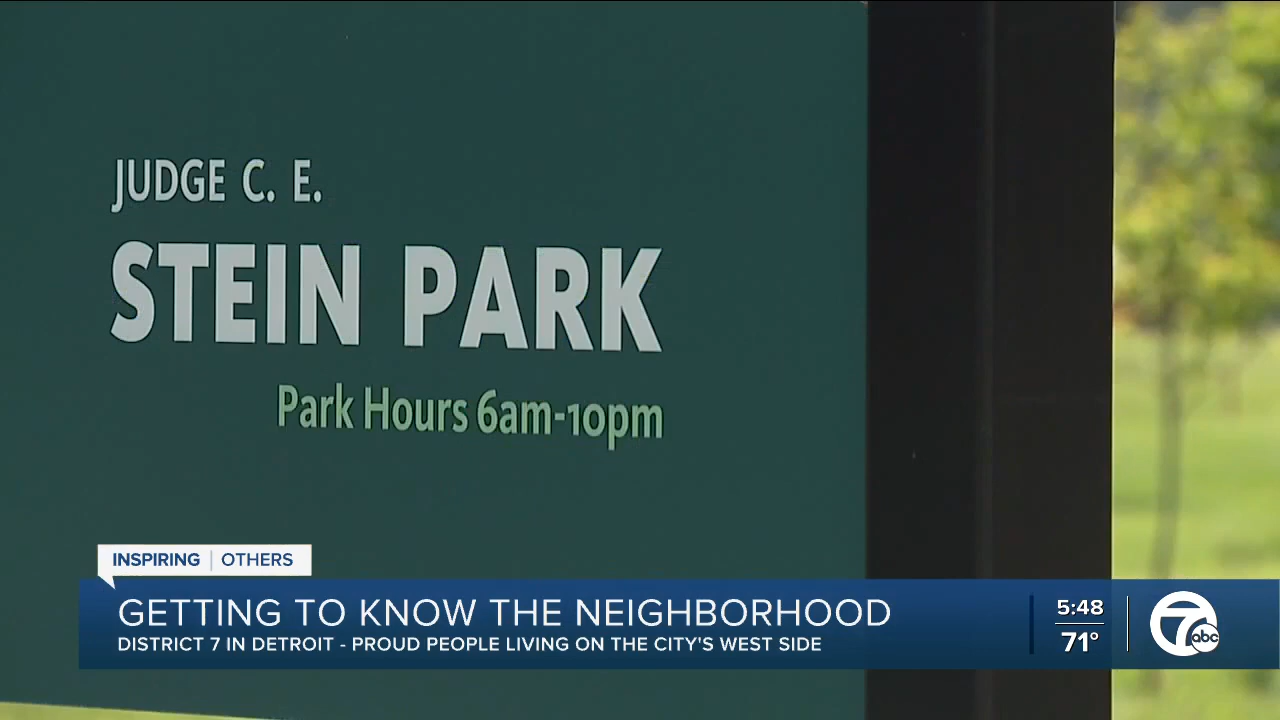 JUDGE C. E.
STEIN PARK
Park Hours 6am-10pm
INSPIRING | OTHERS
GETTING TO KNOW THE NEIGHBORHOOD
DISTRICT 7 IN DETROIT - PROUD PEOPLE LIVING ON THE CITY'S WEST SIDE
5:48
71°
7 abc